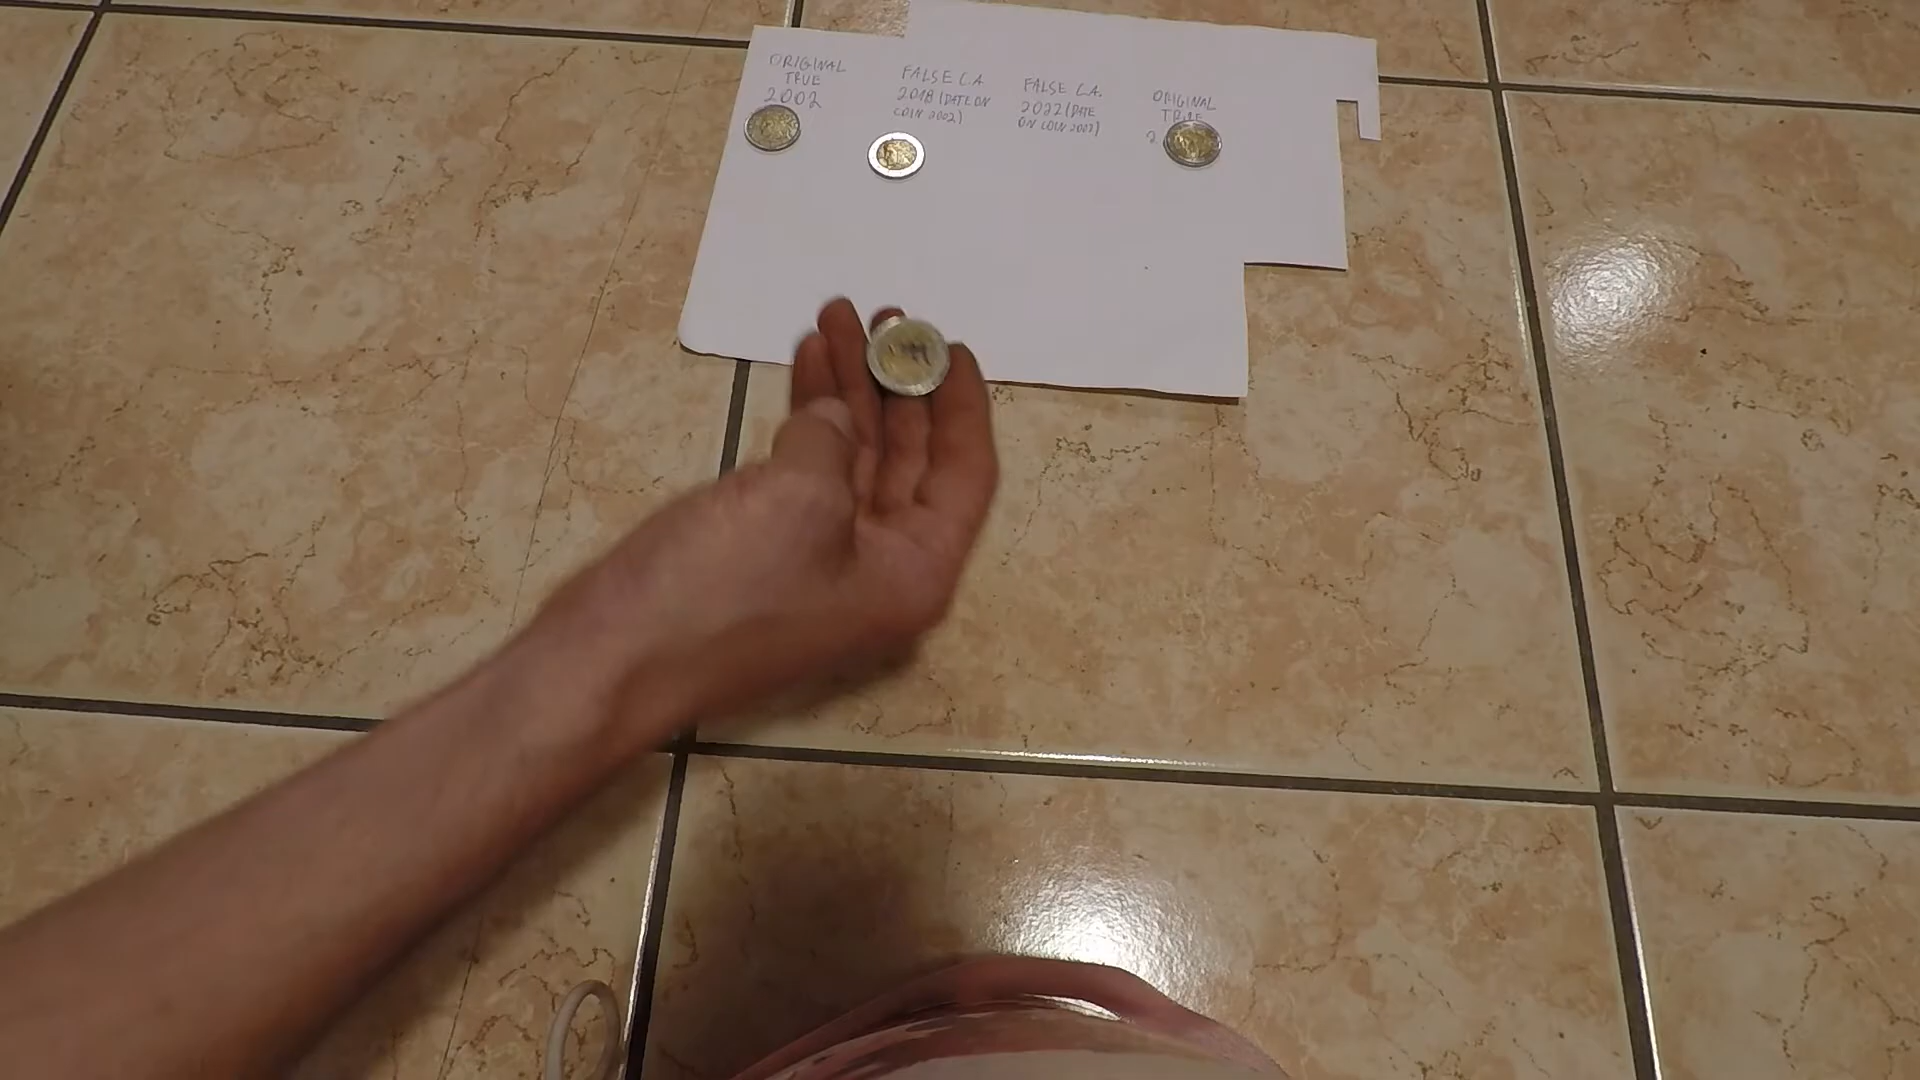 ORIGINAL
TRUE
2002
FALSE C.A.
2018 (DATE ON
COIN 2002)
FALSE C.A.
2022 (DATE
ON COIN 2002)
ORIGINAL
TRUE